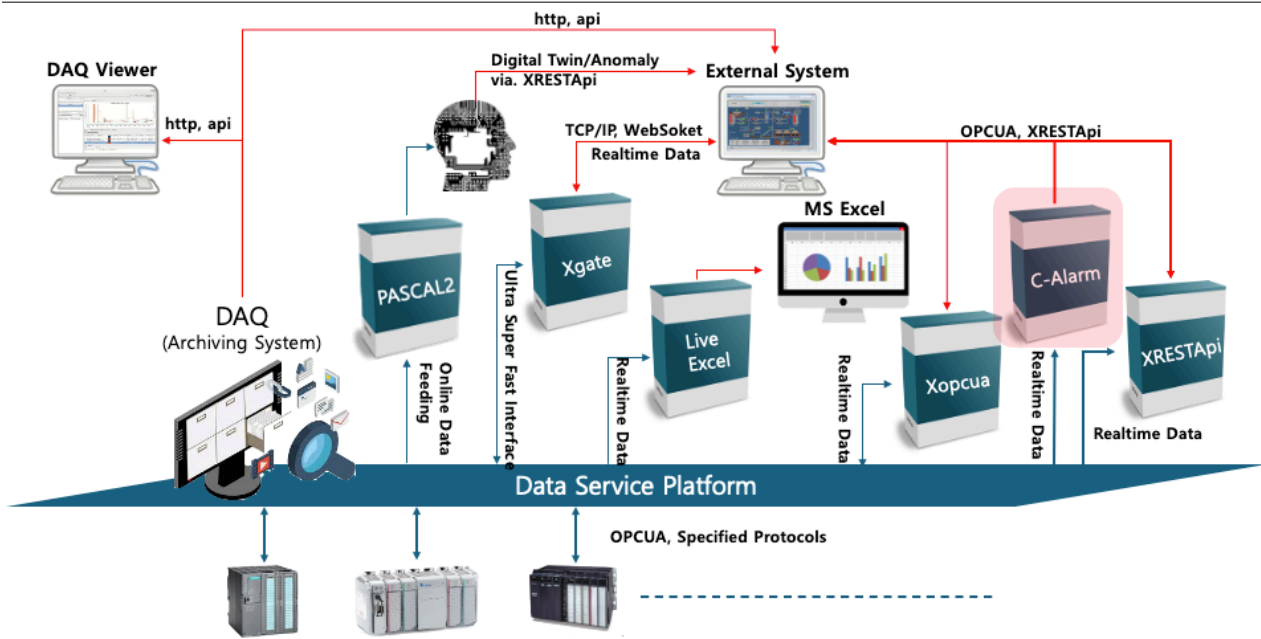 http, api
DAQ Viewer
Digital Twin/Anomaly
via. XRESTApi
External System
http, api
TCP/IP, WebSoket
Realtime Data
OPCUA, XRESTApi
MS Excel
PASCAL2
Xgate
C-Alarm
Live
Excel
Xopcua
XRESTApi
DAQ
(Archiving System)
Online Data
Feeding
Ultra Super Fast Interface
Realtime Data
Realtime Data
Realtime Data
Realtime Data
Data Service Platform
OPCUA, Specified Protocols